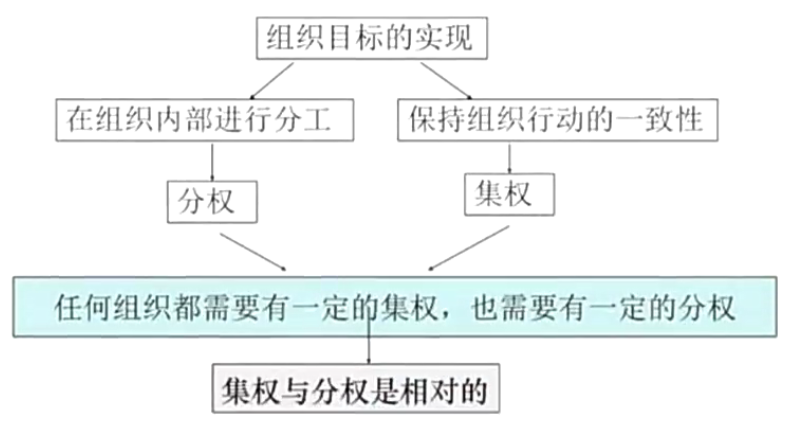 组织目标的实现
在组织内部进行分工
保持组织行动的一致性
分权
集权
任何组织都需要有一定的集权，也需要有一定的分权
集权与分权是相对的